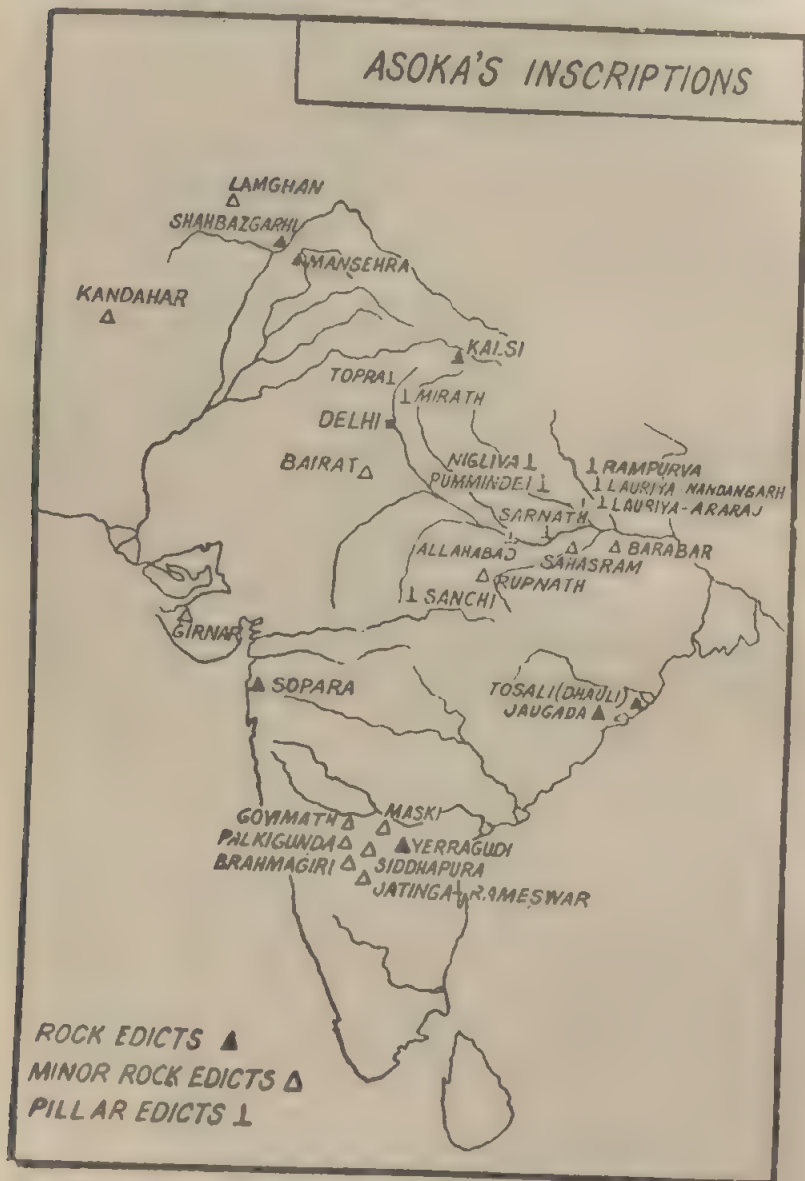 ASOKA'S INSCRIPTIONS
LAMGHAN
SHAHBAZGARHI
MANSEHRA
KANDAHAR
KALSI
TOPRA
MIRATH
DELHI
BAIRAT
NIGLIVA
RAMPURVA
PUMMINDEI
LAURIYA-NANDANGARH
LAURIYA-ARARAJ
SARNATH
ALLAHABAD
SAHASRAM
BARABAR
RUPNATH
SANCHI
GIRNAR
SOPARA
TOSALI (DHAULI)
JAUGADA
GOVIMATH
MASKI
PALKIGUNDA
YERRAGUDI
BRAHMAGIRI
SIDDHAPURA
JATINGA-RAMESWAR
ROCK EDICTS
MINOR ROCK EDICTS
PILLAR EDICTS